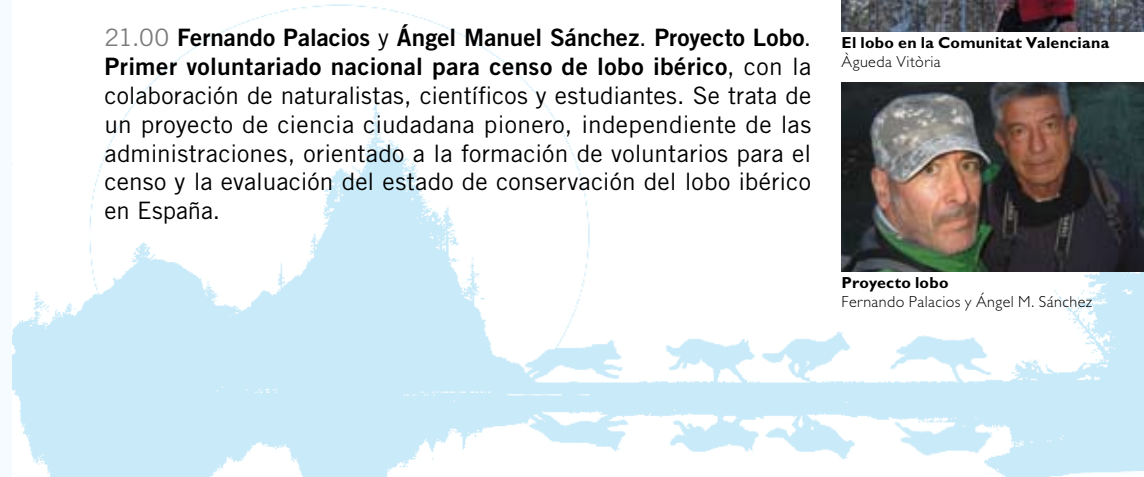 21.00 Fernando Palacios y Ángel Manuel Sánchez. Proyecto Lobo.
Primer voluntariado nacional para censo de lobo ibérico, con la
colaboración de naturalistas, científicos y estudiantes. Se trata de
un proyecto de ciencia ciudadana pionero, independiente de las
administraciones, orientado a la formación de voluntarios para el
censo y la evaluación del estado de conservación del lobo ibérico
en España.
El lobo en la Comunitat Valenciana
Àgueda Vitòria
Proyecto lobo
Fernando Palacios y Ángel M. Sánchez